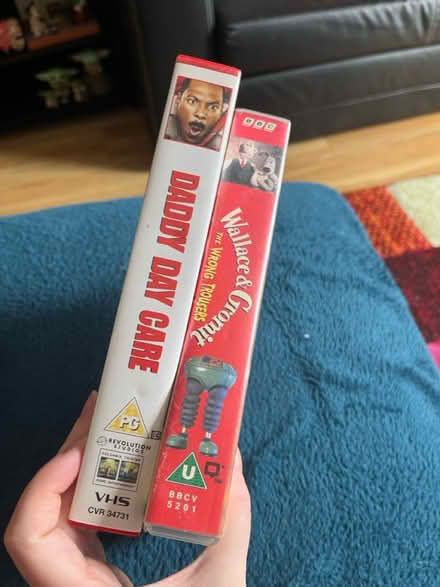 DADDY DAY CARE
PG
REVOLUTION
STUDIOS
VHS
CVR 34731
BBC
Wallace & Gromit
THE WRONG TROUSERS
U
BBCV
5201